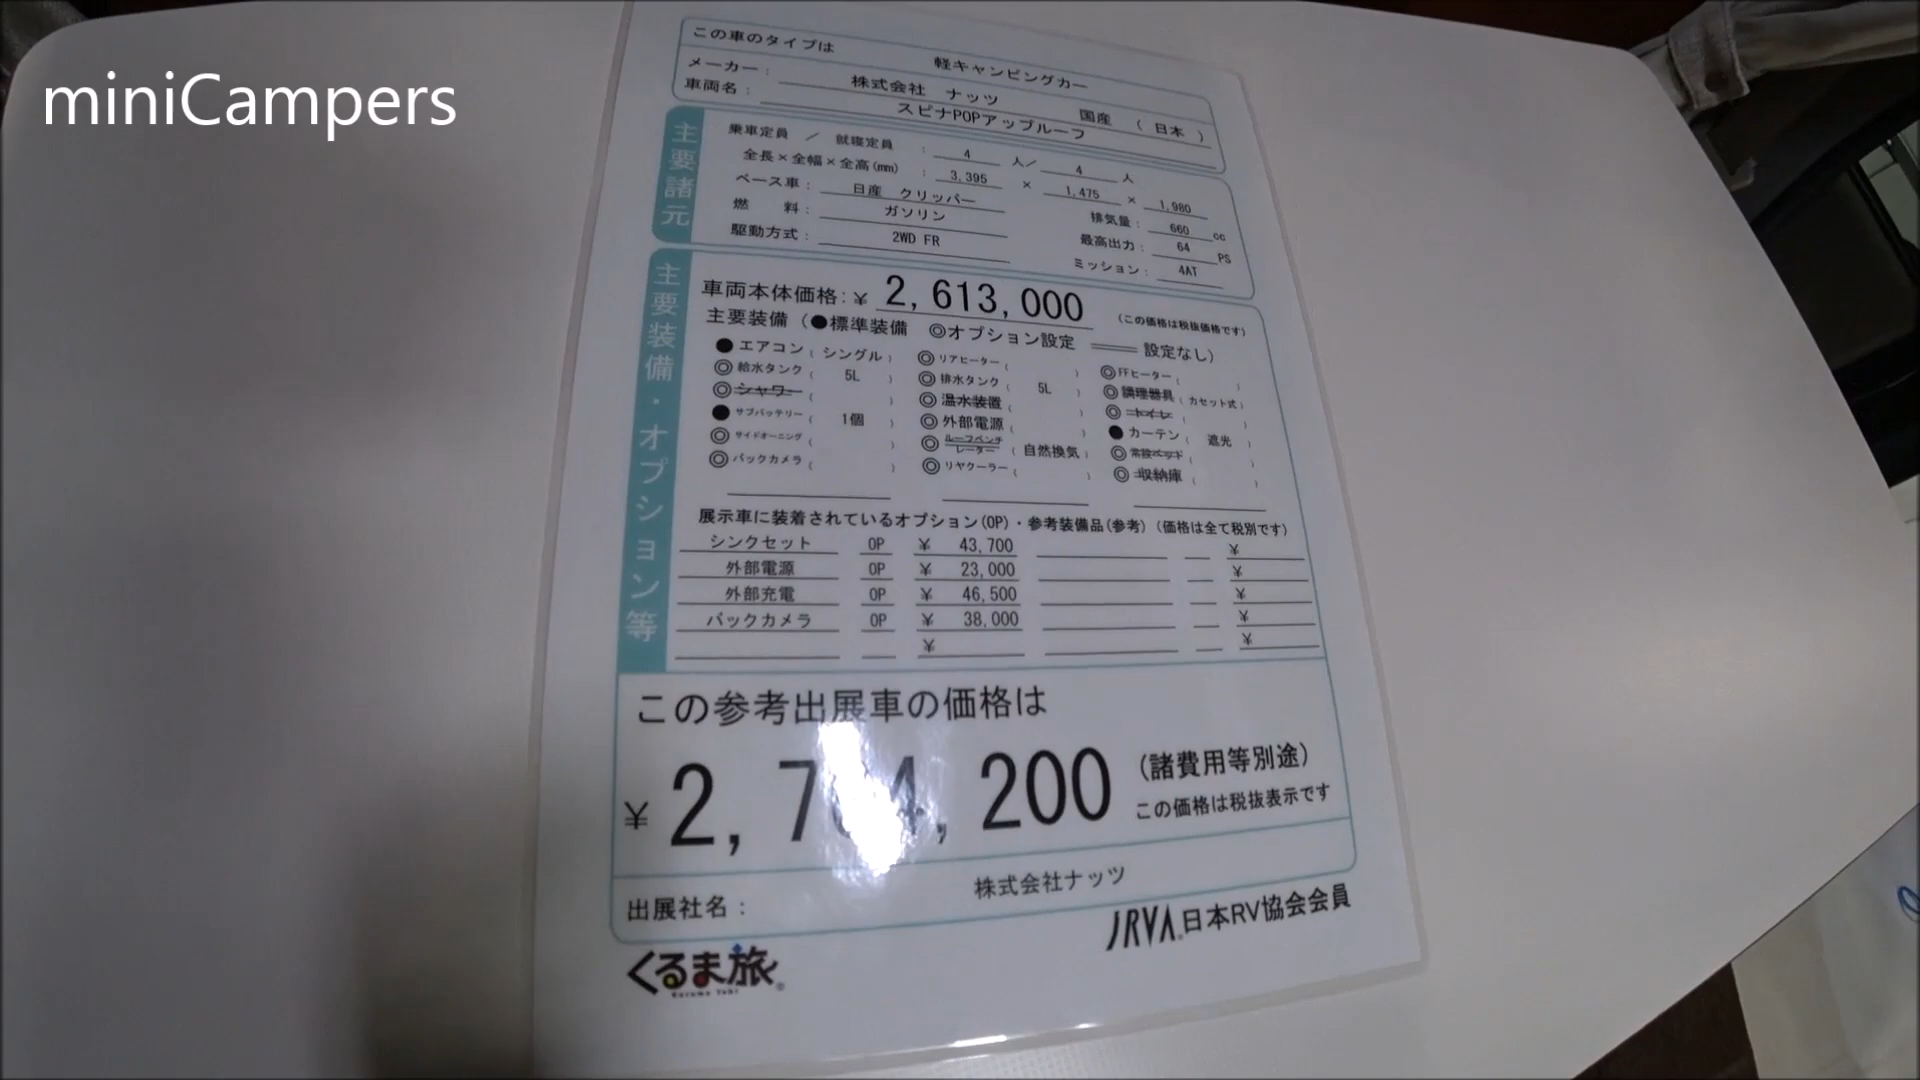 miniCampers
この車のタイプは 軽キャンピングカー
メーカー: 株式会社 ナッツ 国産 ( 日本 )
車両名: スピナPOPアップルーフ
主要諸元
乗車定員 / 就寝定員 : 4 人/ 4 人
全長×全幅×全高(mm) : 3,395 × 1,475 × 1,980
ベース車: 日産 クリッパー 排気量: 660 cc
燃 料: ガソリン 最高出力: 64 PS
駆動方式: 2WD FR ミッション: 4AT
主要装備・オプション等
車両本体価格:¥ 2,613,000 (この価格は税抜価格です)
主要装備 (●標準装備 ◎オプション設定 ══ 設定なし)
●エアコン( シングル ) ◎リアヒーター( ) ◎FFヒーター( )
◎給水タンク( 5L ) ◎排水タンク( 5L ) ◎調理器具( カセット式)
◎シャワー( ) ◎温水装置( ) ◎トイレ( )
●サブバッテリー( 1個 ) ◎外部電源( ) ●カーテン( 遮光 )
◎サイドオーニング( ) ◎ルーフベンチレーター( 自然換気) ◎常設ベッド( )
◎バックカメラ( ) ◎リヤクーラー( ) ◎収納庫( )
展示車に装着されているオプション(OP)・参考装備品(参考)(価格は全て税別です)
シンクセット OP ¥ 43,700 ¥
外部電源 OP ¥ 23,000 ¥
外部充電 OP ¥ 46,500 ¥
バックカメラ OP ¥ 38,000 ¥
¥ ¥
この参考出展車の価格は
¥ 2,764,200 (諸費用等別途)
この価格は税抜表示です
出展社名: 株式会社ナッツ
くるま旅® JRVA®日本RV協会会員
Kuruma Tabi